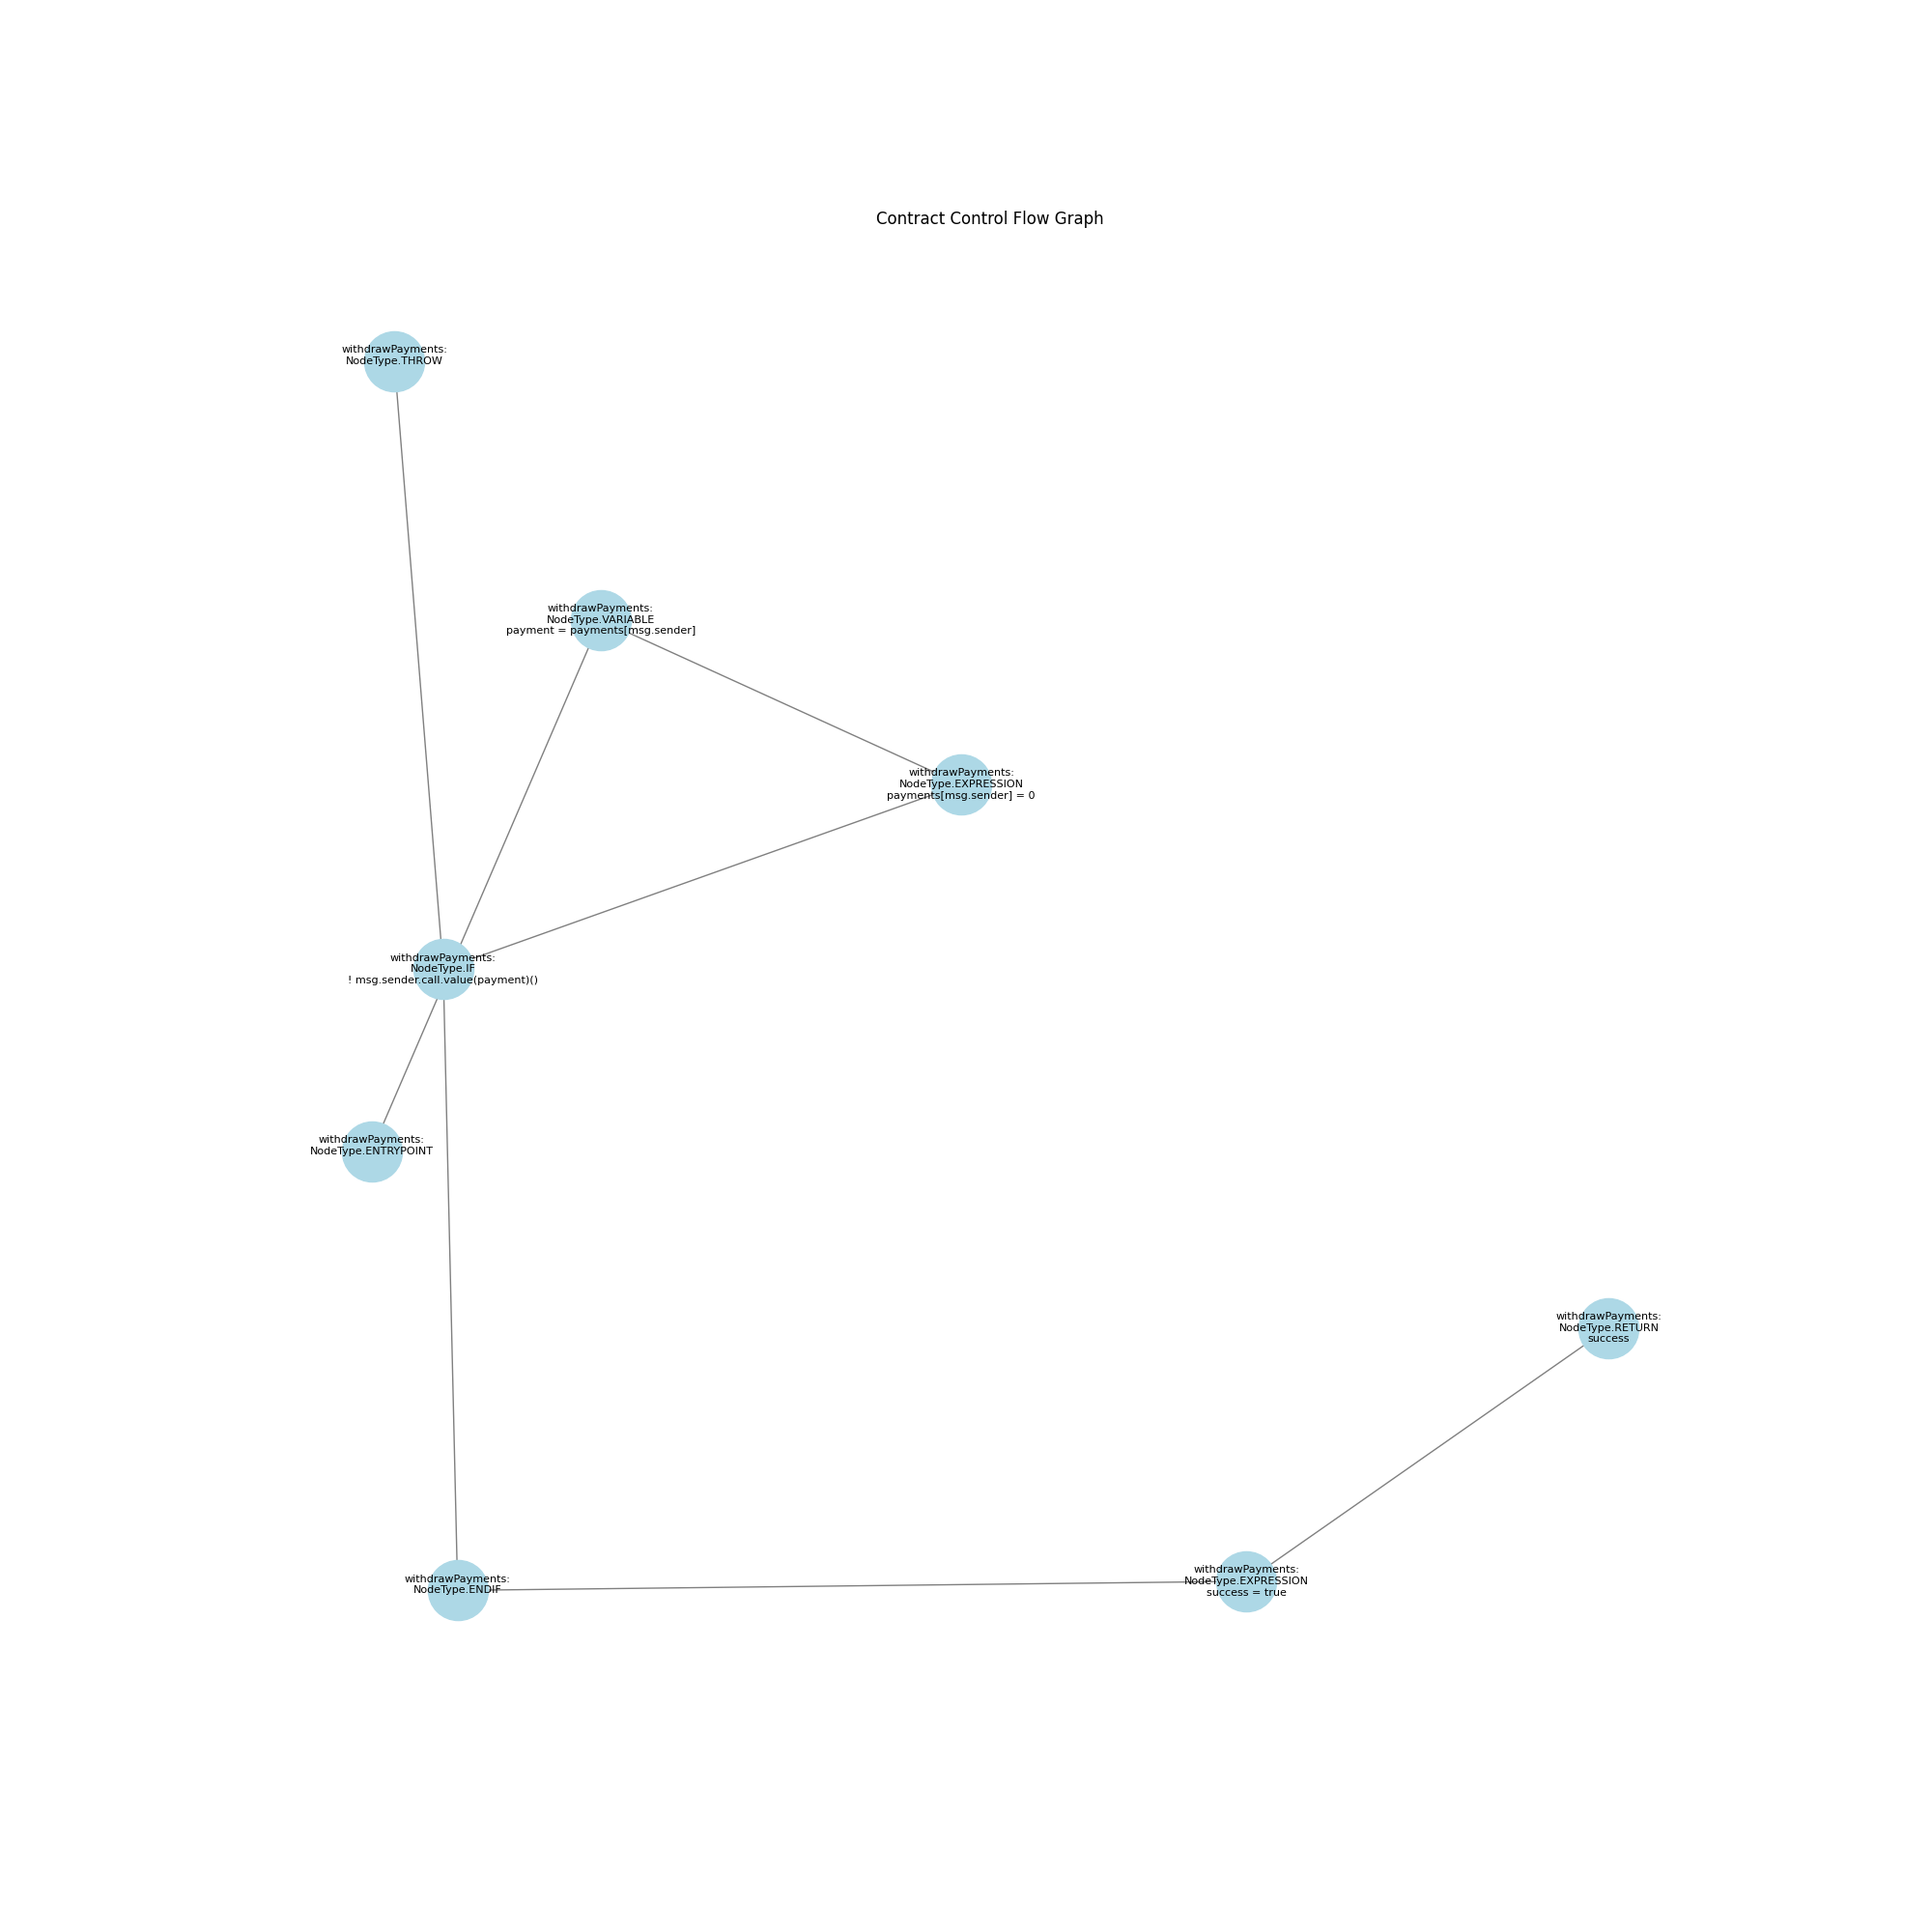 Contract Control Flow Graph
withdrawPayments:
NodeType.THROW
withdrawPayments:
NodeType.VARIABLE
payment = payments[msg.sender]
withdrawPayments:
NodeType.EXPRESSION
payments[msg.sender] = 0
withdrawPayments:
NodeType.IF
! msg.sender.call.value(payment)()
withdrawPayments:
NodeType.ENTRYPOINT
withdrawPayments:
NodeType.RETURN
success
withdrawPayments:
NodeType.ENDIF
withdrawPayments:
NodeType.EXPRESSION
success = true